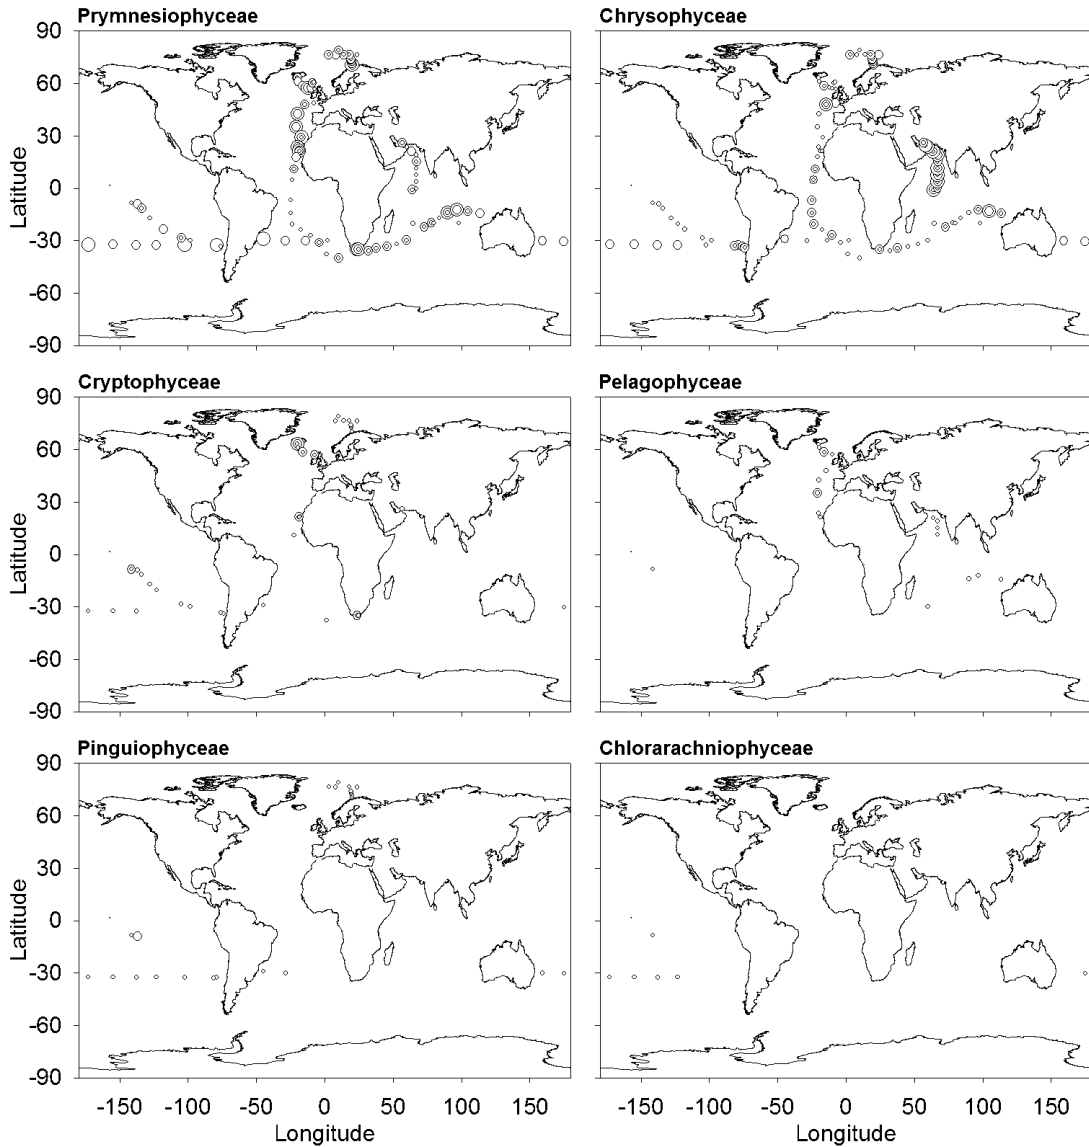 Prymnesiophyceae
Chrysophyceae
90
60
30
0
-30
-60
-90
Latitude
Cryptophyceae
Pelagophyceae
90
60
30
0
-30
-60
-90
Latitude
Pinguiophyceae
Chlorarachniophyceae
90
60
30
0
-30
-60
-90
Latitude
-150 -100 -50 0 50 100 150
-150 -100 -50 0 50 100 150
Longitude
Longitude